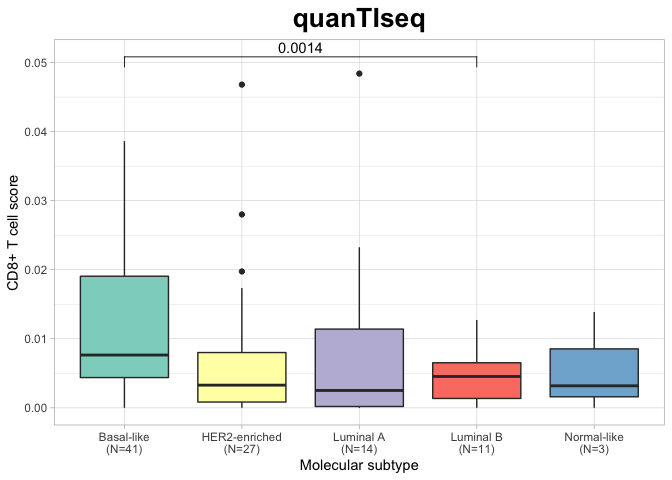 quanTIseq
0.0014
0.05
0.04
0.03
0.02
0.01
0.00
CD8+ T cell score
Basal-like
(N=41)
HER2-enriched
(N=27)
Luminal A
(N=14)
Luminal B
(N=11)
Normal-like
(N=3)
Molecular subtype